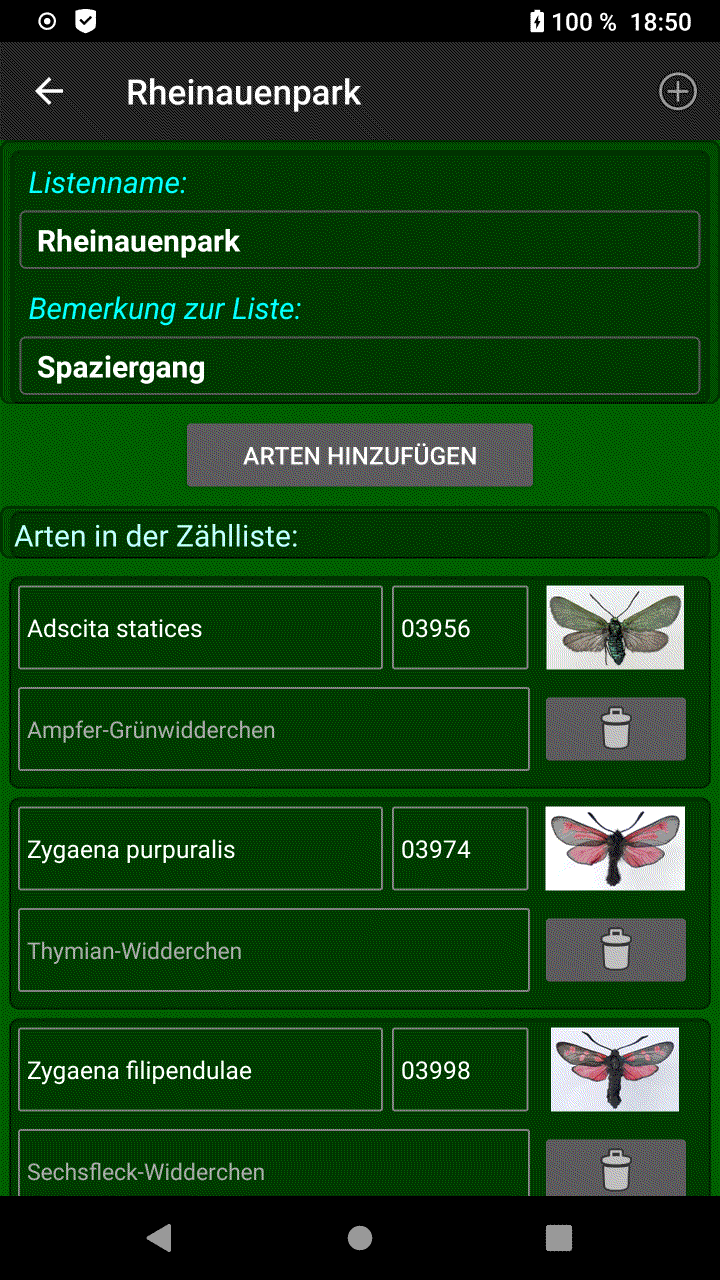 100 % 18:50
Rheinauenpark
Listenname:
Rheinauenpark
Bemerkung zur Liste:
Spaziergang
ARTEN HINZUFÜGEN
Arten in der Zählliste:
Adscita statices 03956
Ampfer-Grünwidderchen
Zygaena purpuralis 03974
Thymian-Widderchen
Zygaena filipendulae 03998
Sechsfleck-Widderchen